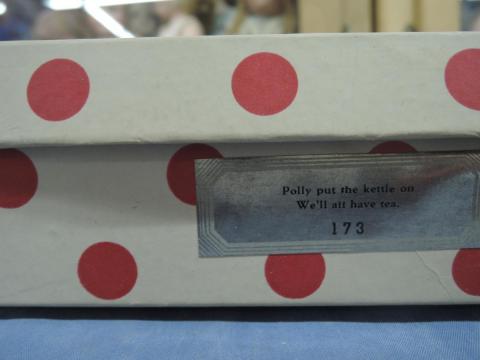 Polly put the kettle on
We'll all have tea.
173